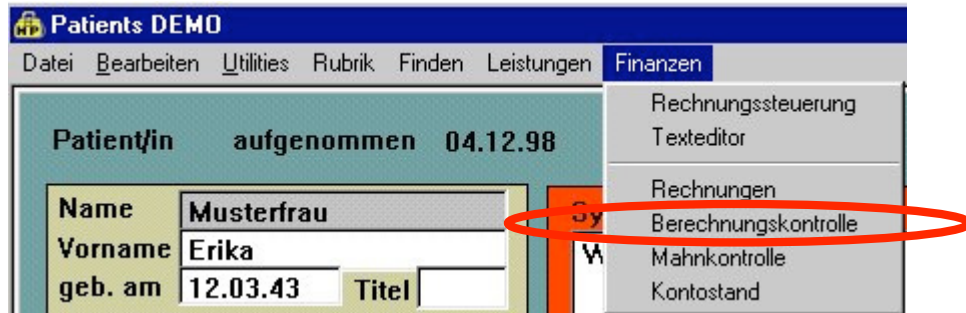 HP Patients DEMO
Datei Bearbeiten Utilities Rubrik Finden Leistungen Finanzen
Rechnungssteuerung
Texteditor
Rechnungen
Berechnungskontrolle
Mahnkontrolle
Kontostand
Patient/in aufgenommen 04.12.98
Name Musterfrau
Vorname Erika
geb. am 12.03.43 Titel